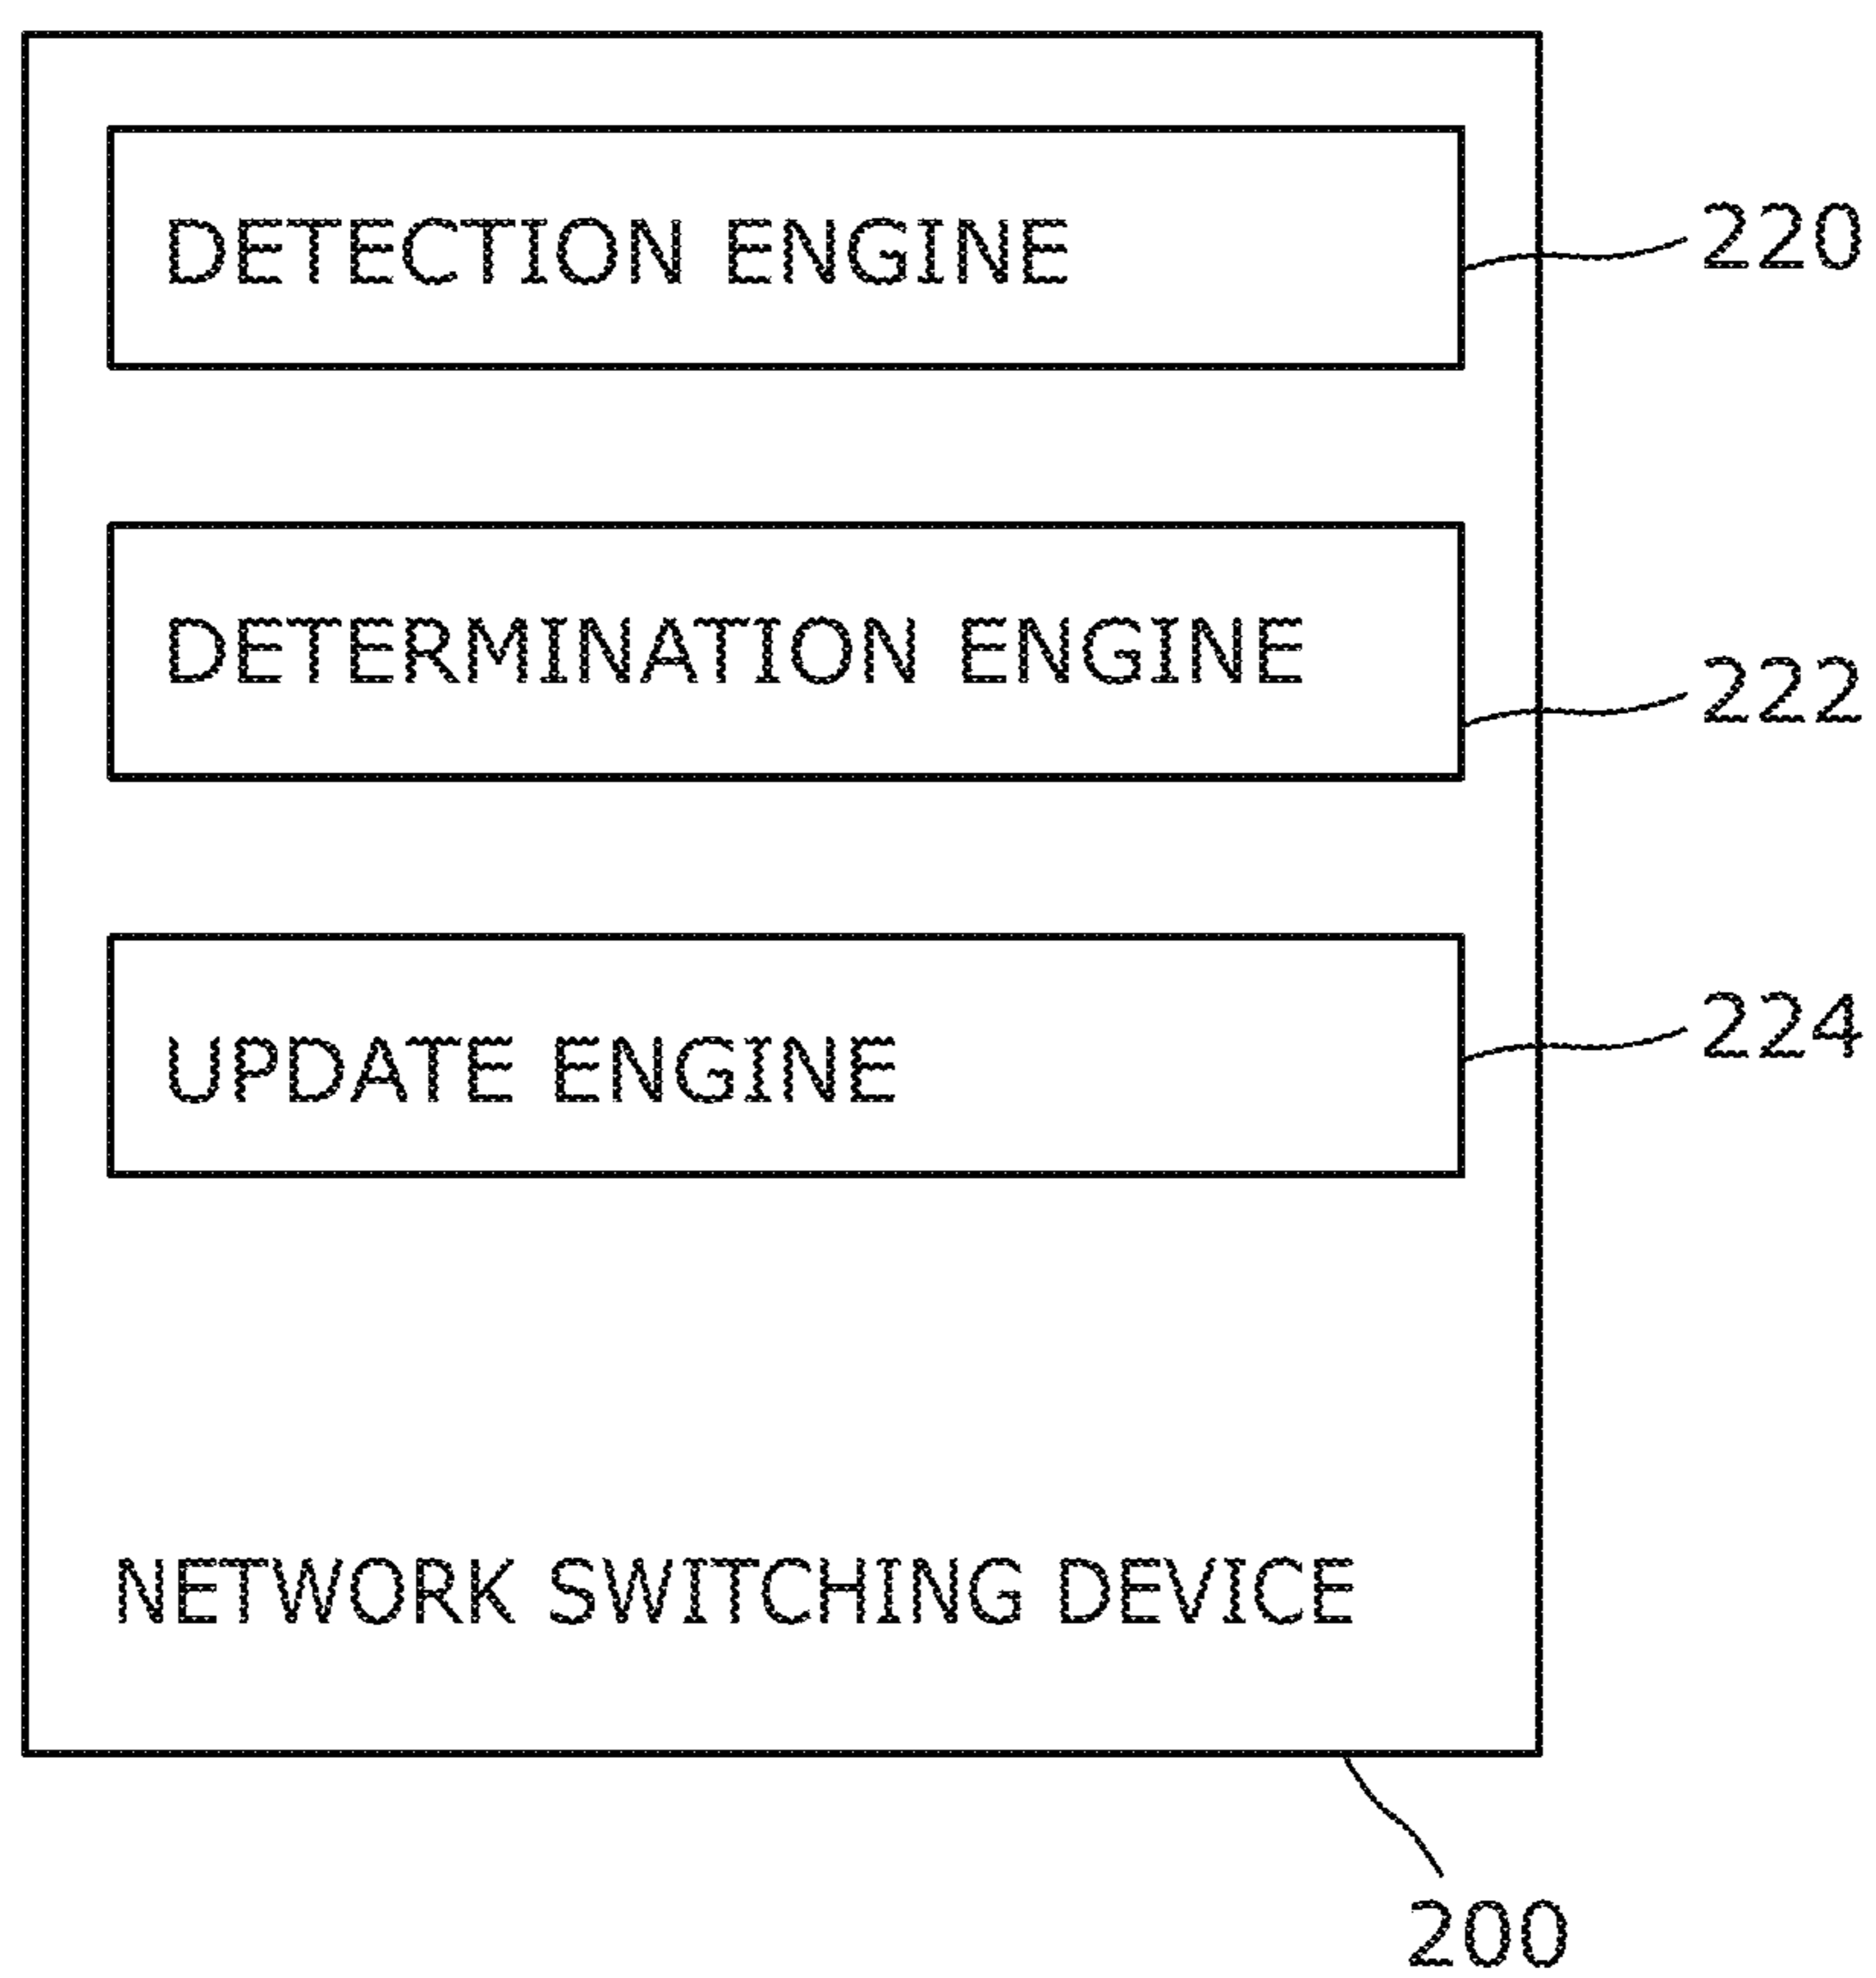 DETECTION ENGINE
220
DETERMINATION ENGINE
222
UPDATE ENGINE
224
NETWORK SWITCHING DEVICE
200